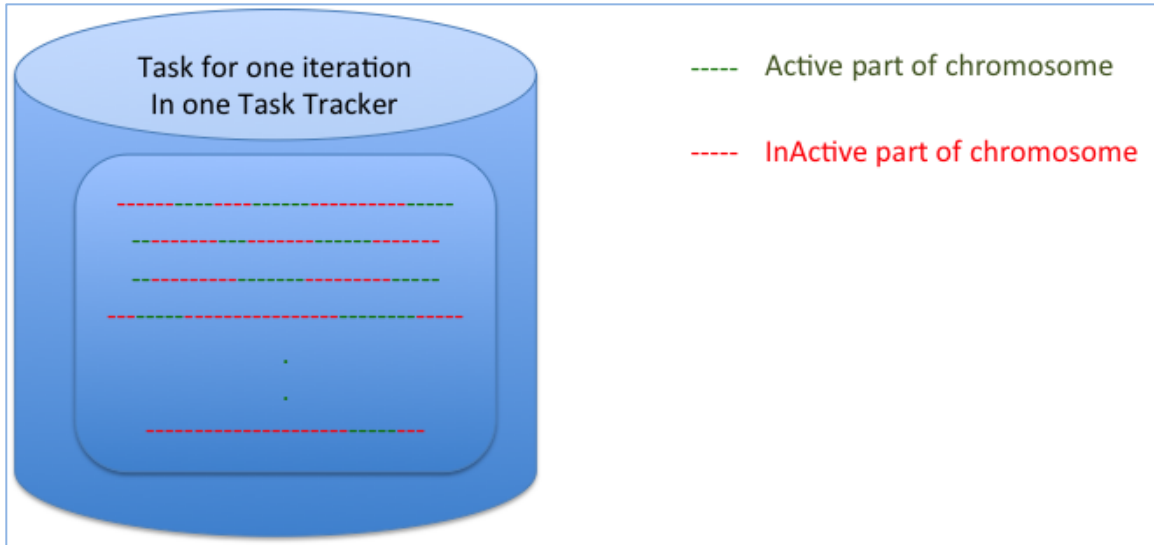 Task for one iteration
In one Task Tracker
----- Active part of chromosome
----- InActive part of chromosome